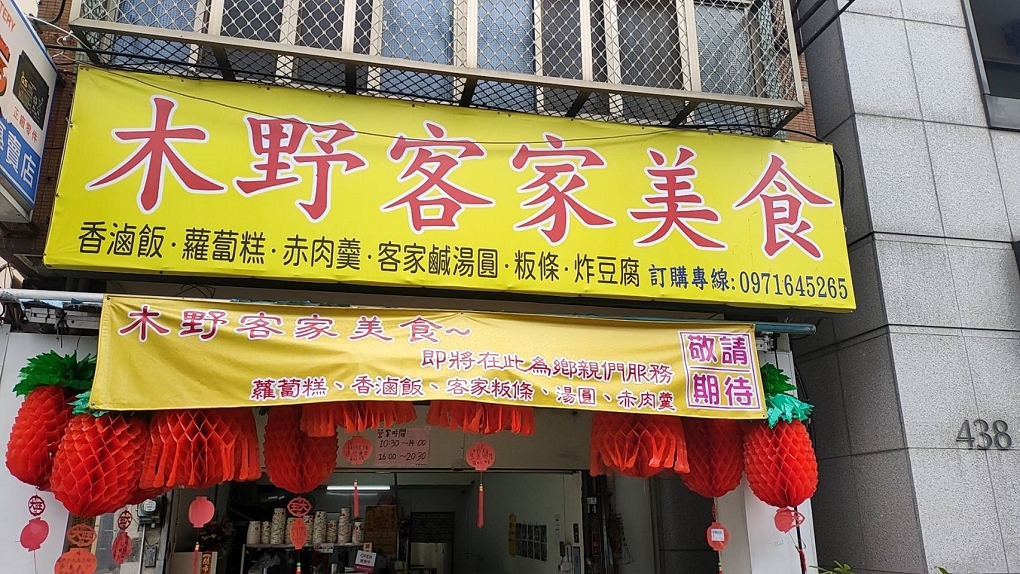 木野客家美食
香滷飯·蘿蔔糕·赤肉羹·客家鹹湯圓·粄條·炸豆腐 訂購專線:0971645265
木野客家美食~
即將在此為鄉親們服務
蘿蔔糕、香滷飯、客家粄條、湯圓、赤肉羹
敬請
期待
營業時間:
10:30~14:00
16:00~20:30
438
OPEN